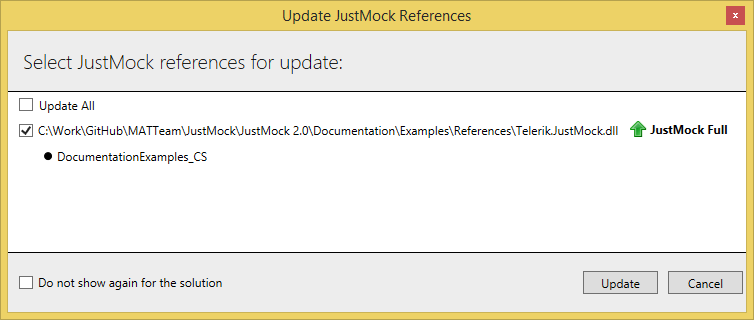 Update JustMock References
x
Select JustMock references for update:
Update All
C:\Work\GitHub\MATTeam\JustMock\JustMock 2.0\Documentation\Examples\References\Telerik.JustMock.dll JustMock Full
DocumentationExamples_CS
Do not show again for the solution
Update Cancel